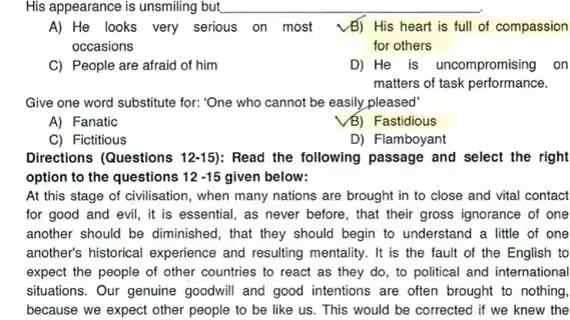 His appearance is unsmiling but______________________________.
A) He looks very serious on most occasions
B) His heart is full of compassion for others
C) People are afraid of him
D) He is uncompromising on matters of task performance.
Give one word substitute for: 'One who cannot be easily pleased'
A) Fanatic
B) Fastidious
C) Fictitious
D) Flamboyant
Directions (Questions 12-15): Read the following passage and select the right
option to the questions 12 -15 given below:
At this stage of civilisation, when many nations are brought in to close and vital contact
for good and evil, it is essential, as never before, that their gross ignorance of one
another should be diminished, that they should begin to understand a little of one
another's historical experience and resulting mentality. It is the fault of the English to
expect the people of other countries to react as they do, to political and international
situations. Our genuine goodwill and good intentions are often brought to nothing,
because we expect other people to be like us. This would be corrected if we knew the